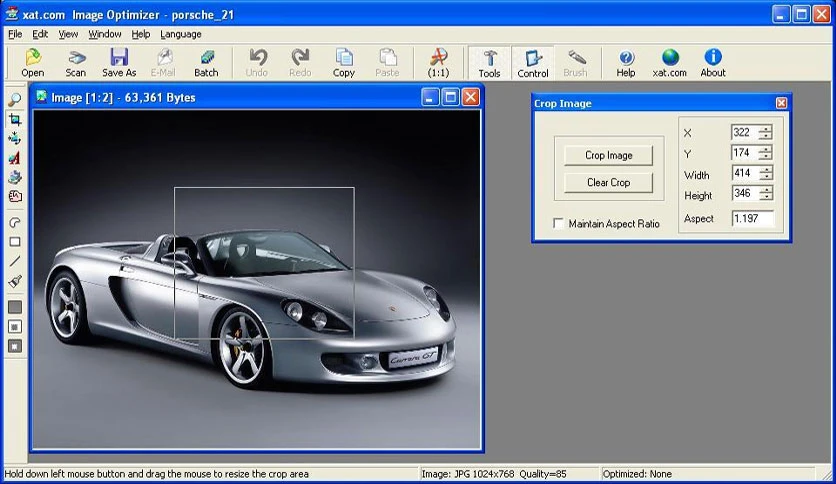 xat.com Image Optimizer - porsche_21
File Edit View Window Help Language
Open Scan Save As E-Mail Batch Undo Redo Copy Paste (1:1) Tools Control Brush Help xat.com About
Image [1:2] - 63,361 Bytes
Crop Image
Crop Image
Clear Crop
Maintain Aspect Ratio
X 322
Y 174
Width 414
Height 346
Aspect 1.197
Carrera GT
Hold down left mouse button and drag the mouse to resize the crop area
Image: JPG 1024x768 Quality=85
Optimized: None